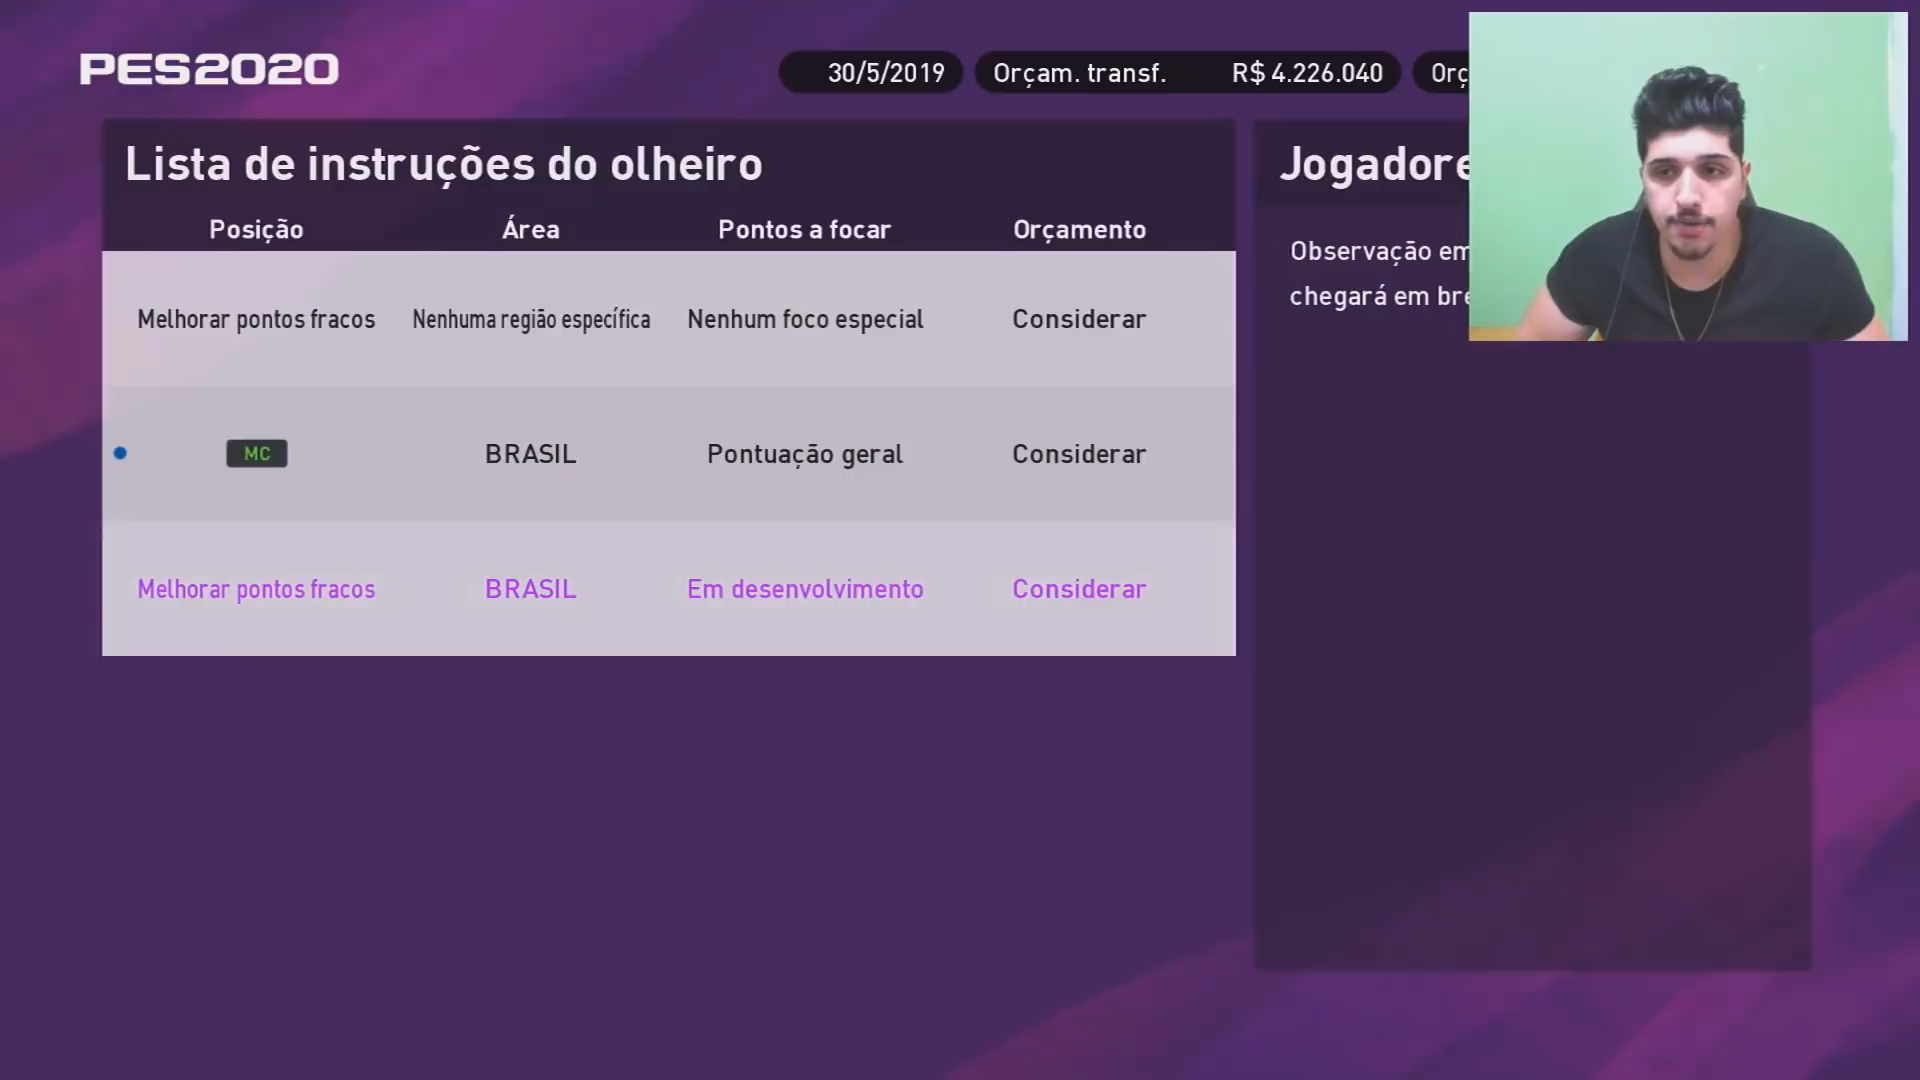 PES2020
30/5/2019
Orçam. transf. R$ 4.226.040
Lista de instruções do olheiro
Posição Área Pontos a focar Orçamento
Melhorar pontos fracos Nenhuma região específica Nenhum foco especial Considerar
MC BRASIL Pontuação geral Considerar
Melhorar pontos fracos BRASIL Em desenvolvimento Considerar
Observação
chegará em